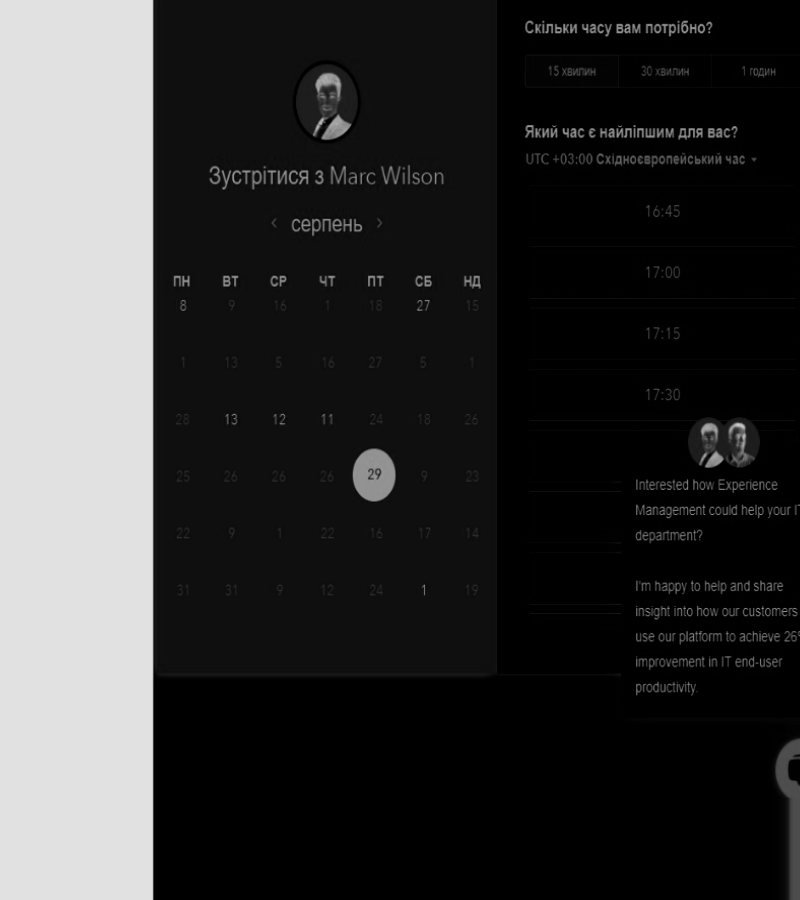 Зустрітися з Marc Wilson
< серпень >
ПН ВТ СР ЧТ ПТ СБ НД
8 9 16 1 18 27 15
1 13 5 16 27 5 1
28 13 12 11 24 18 26
25 26 26 26 29 9 23
22 9 1 22 16 17 14
31 31 9 12 24 1 19
Скільки часу вам потрібно?
15 хвилин 30 хвилин 1 годин
Який час є найліпшим для вас?
UTC +03:00 Східноєвропейський час
16:45
17:00
17:15
17:30
Interested how Experience
Management could help your IT
department?
I'm happy to help and share
insight into how our customers
use our platform to achieve 26%
improvement in IT end-user
productivity.